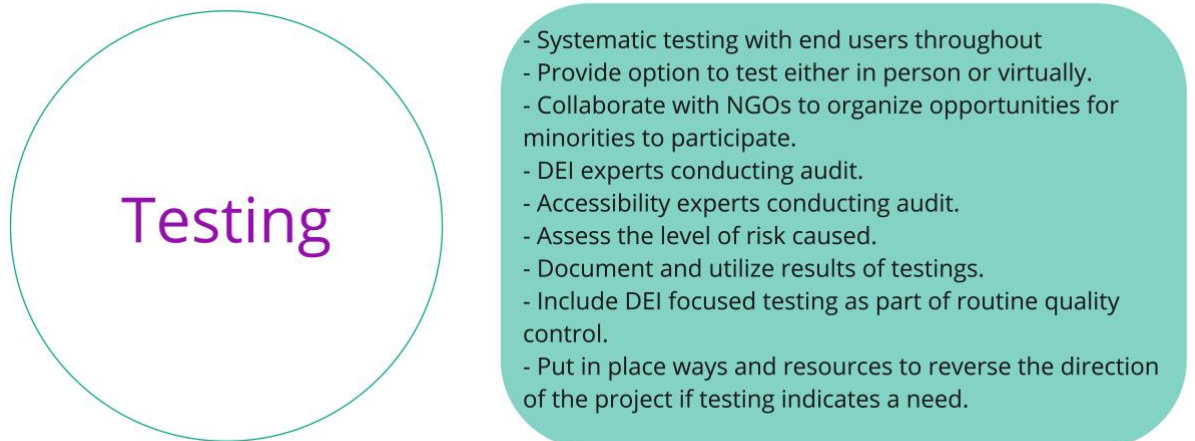 Testing
- Systematic testing with end users throughout
- Provide option to test either in person or virtually.
- Collaborate with NGOs to organize opportunities for
minorities to participate.
- DEI experts conducting audit.
- Accessibility experts conducting audit.
- Assess the level of risk caused.
- Document and utilize results of testings.
- Include DEI focused testing as part of routine quality
control.
- Put in place ways and resources to reverse the direction
of the project if testing indicates a need.